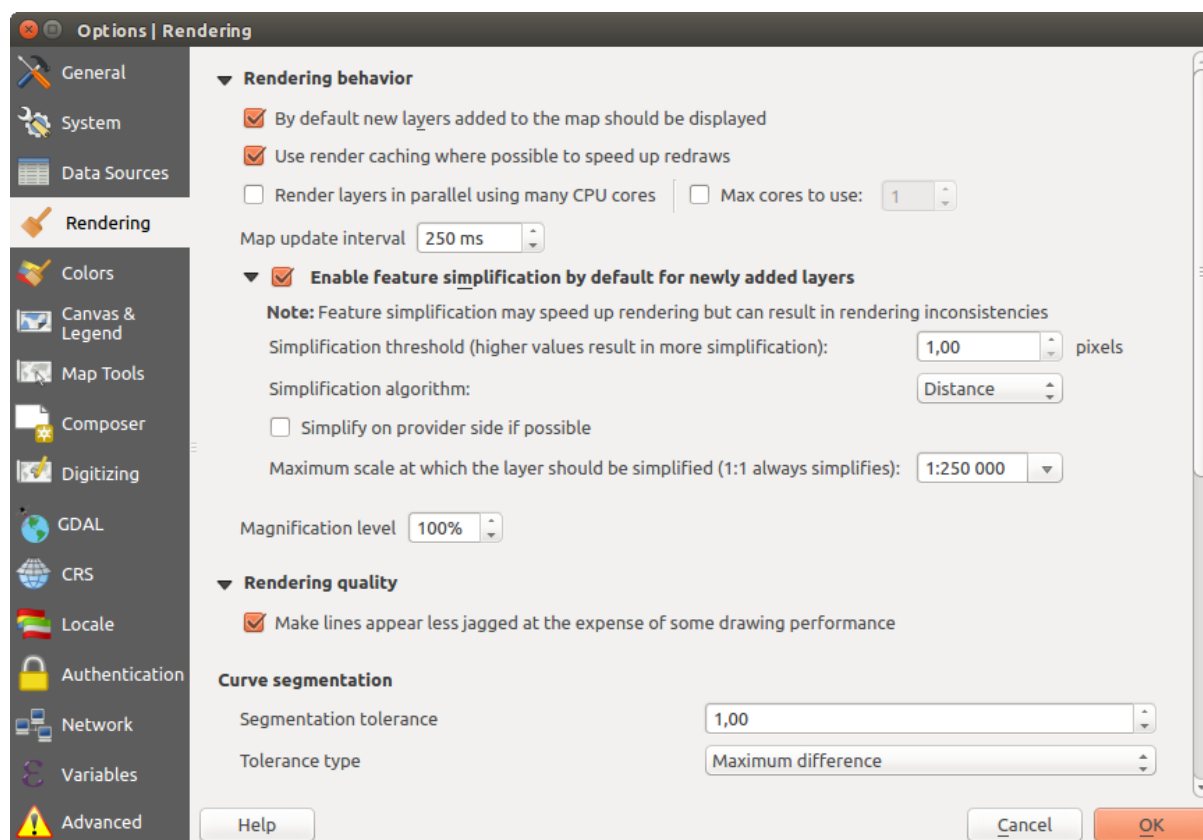 Options | Rendering
General
System
Data Sources
Rendering
Colors
Canvas &
Legend
Map Tools
Composer
Digitizing
GDAL
CRS
Locale
Authentication
Network
Variables
Advanced
Rendering behavior
By default new layers added to the map should be displayed
Use render caching where possible to speed up redraws
Render layers in parallel using many CPU cores Max cores to use: 1
Map update interval 250 ms
Enable feature simplification by default for newly added layers
Note: Feature simplification may speed up rendering but can result in rendering inconsistencies
Simplification threshold (higher values result in more simplification): 1,00 pixels
Simplification algorithm: Distance
Simplify on provider side if possible
Maximum scale at which the layer should be simplified (1:1 always simplifies): 1:250 000
Magnification level 100%
Rendering quality
Make lines appear less jagged at the expense of some drawing performance
Curve segmentation
Segmentation tolerance 1,00
Tolerance type Maximum difference
Help Cancel OK